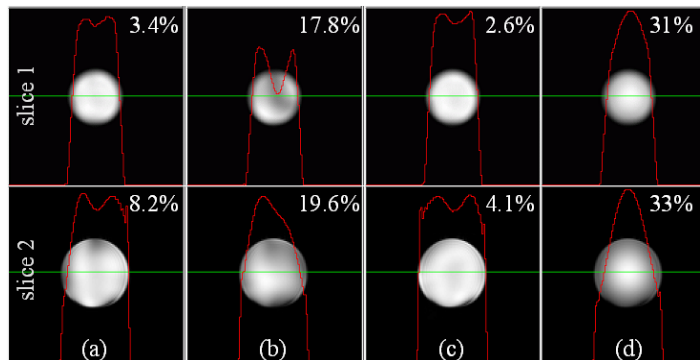 3.4%
17.8%
2.6%
31%
slice 1
8.2%
19.6%
4.1%
33%
slice 2
(a)
(b)
(c)
(d)